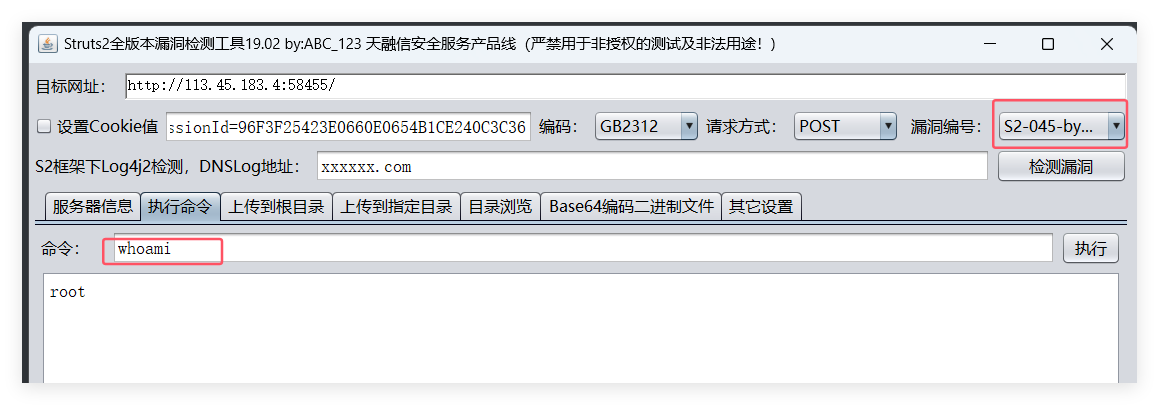 Struts2全版本漏洞检测工具19.02 by:ABC_123 天融信安全服务产品线（严禁用于非授权的测试及非法用途！）
目标网址： http://113.45.183.4:58455/
设置Cookie值 ssionId=96F3F25423E0660E0654B1CE240C3C36 编码： GB2312 请求方式： POST 漏洞编号： S2-045-by...
S2框架下Log4j2检测，DNSLog地址： xxxxxx.com 检测漏洞
服务器信息 执行命令 上传到根目录 上传到指定目录 目录浏览 Base64编码二进制文件 其它设置
命令： whoami 执行
root